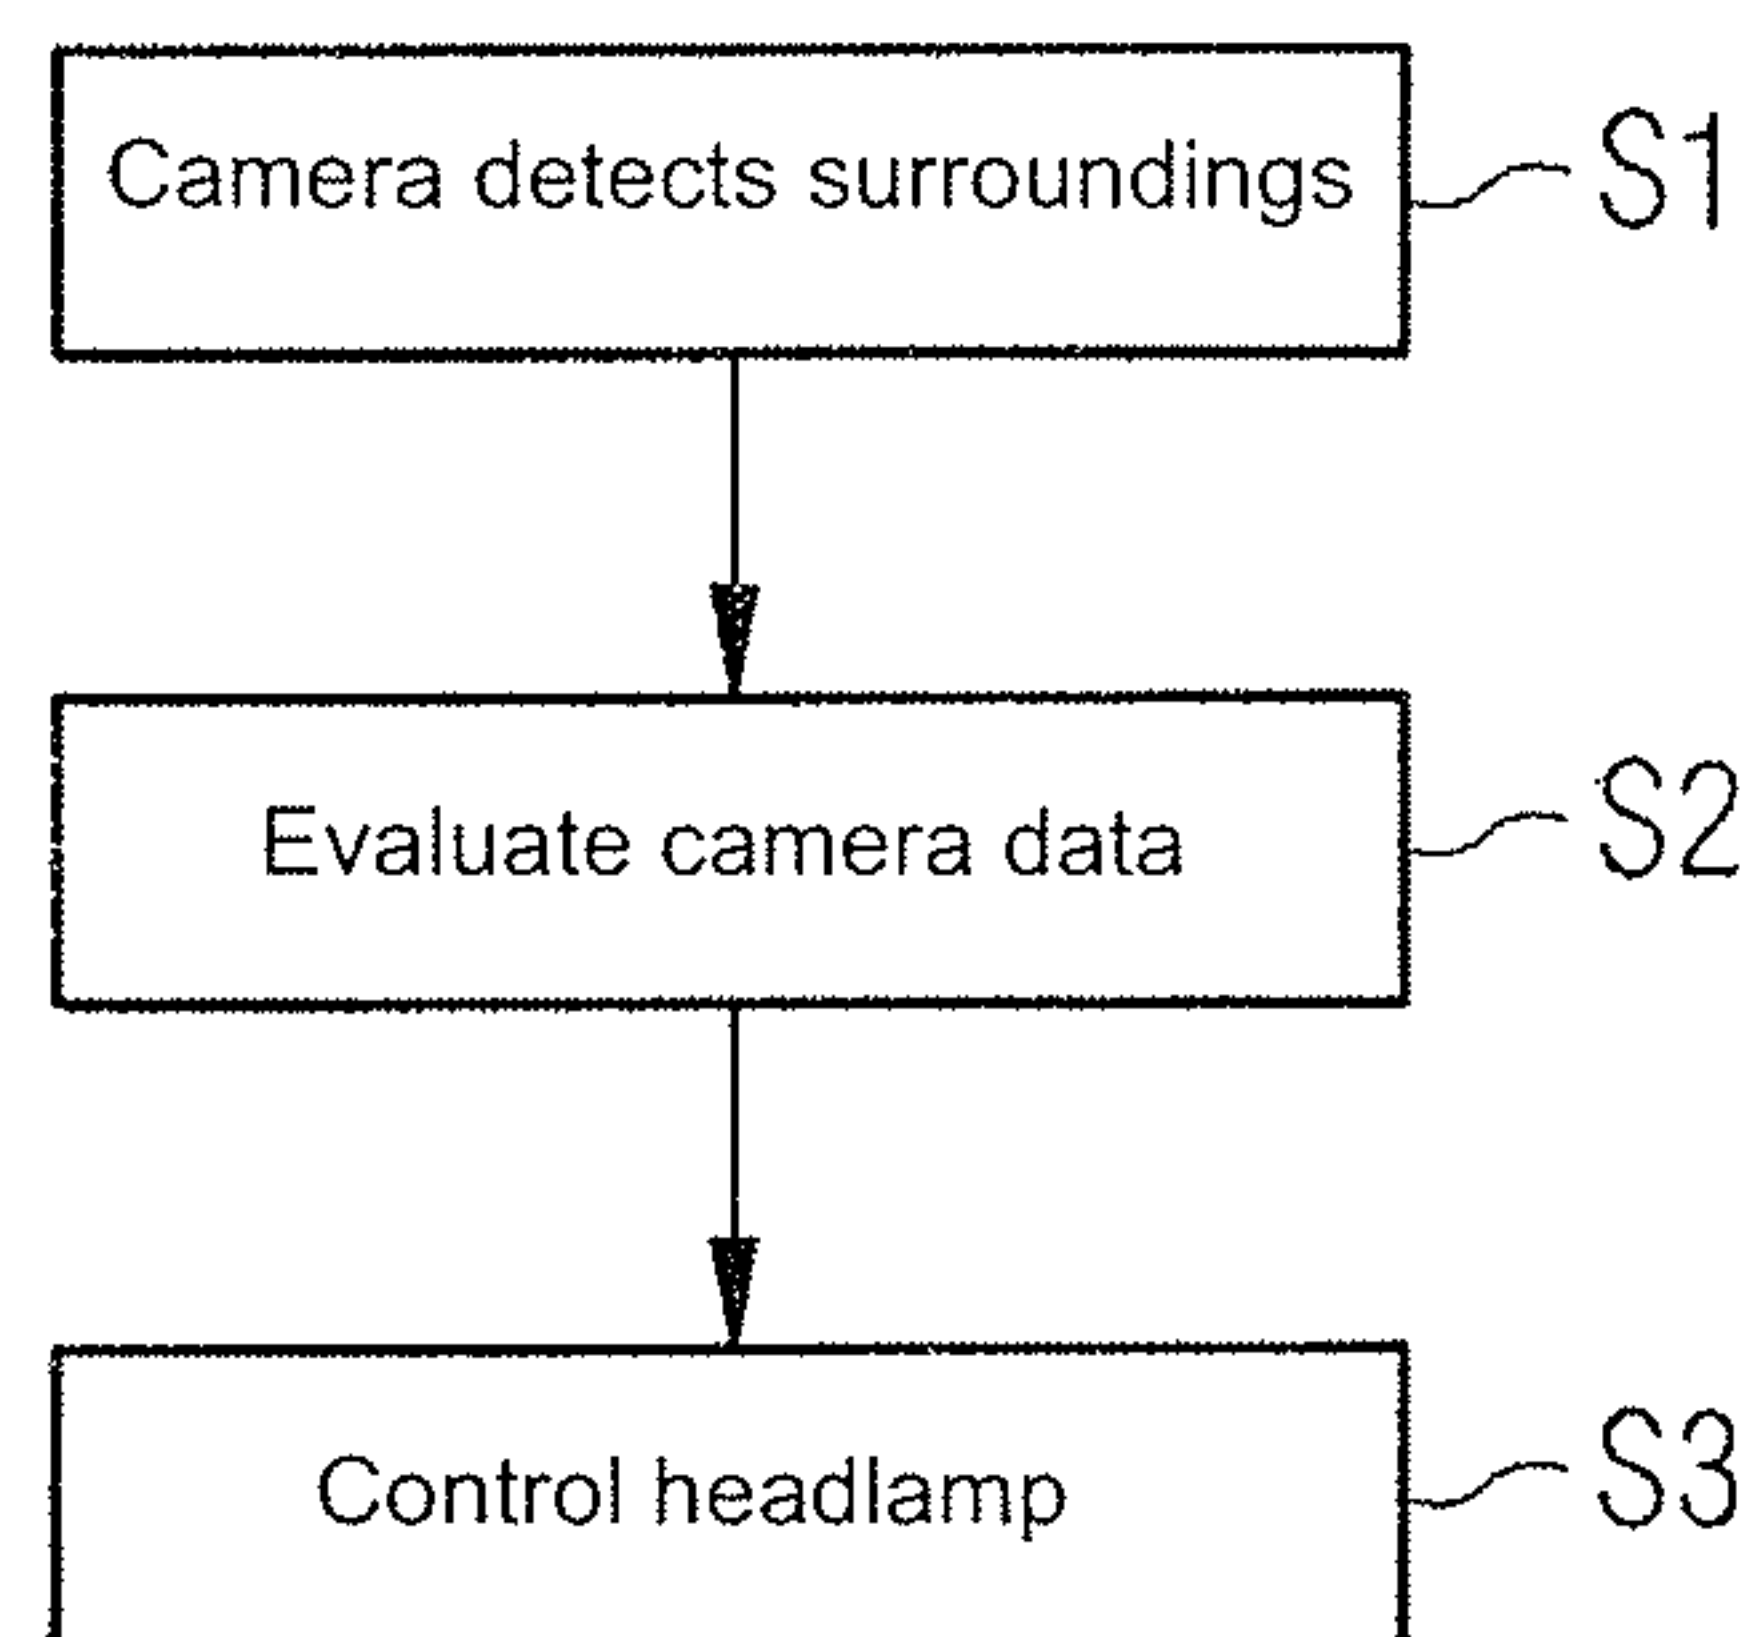 Camera detects surroundings
S1
Evaluate camera data
S2
Control headlamp
S3